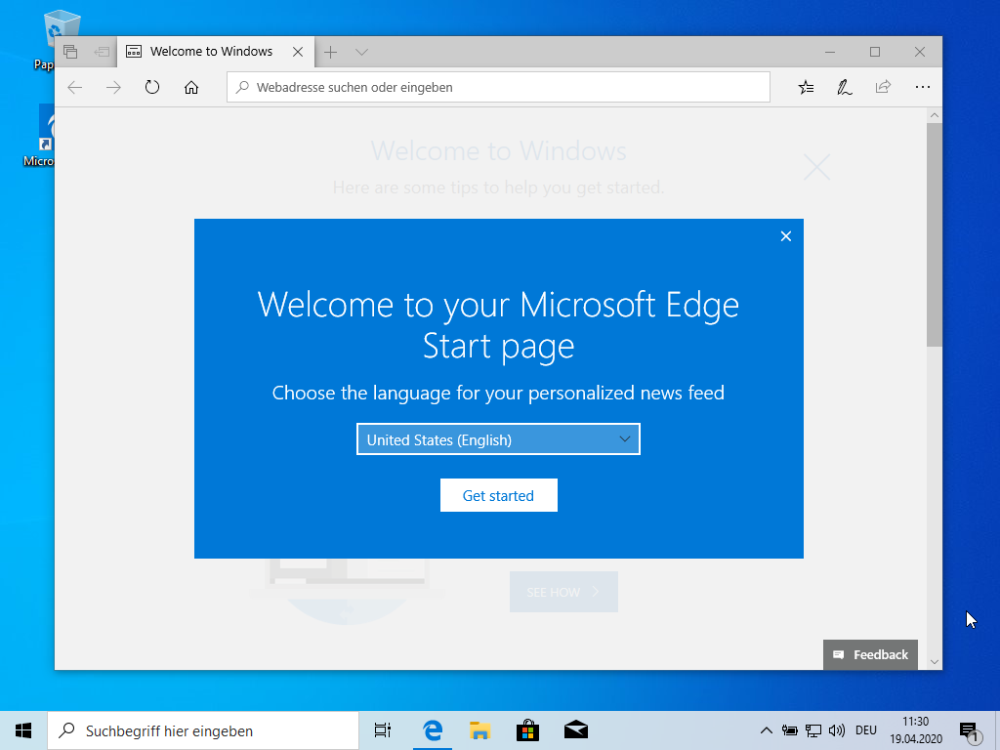 Pap
Micro
Welcome to Windows
Webadresse suchen oder eingeben
Welcome to Windows
Here are some tips to help you get started.
Welcome to your Microsoft Edge
Start page
Choose the language for your personalized news feed
United States (English)
Get started
SEE HOW
Feedback
Suchbegriff hier eingeben
DEU
11:30
19.04.2020
1